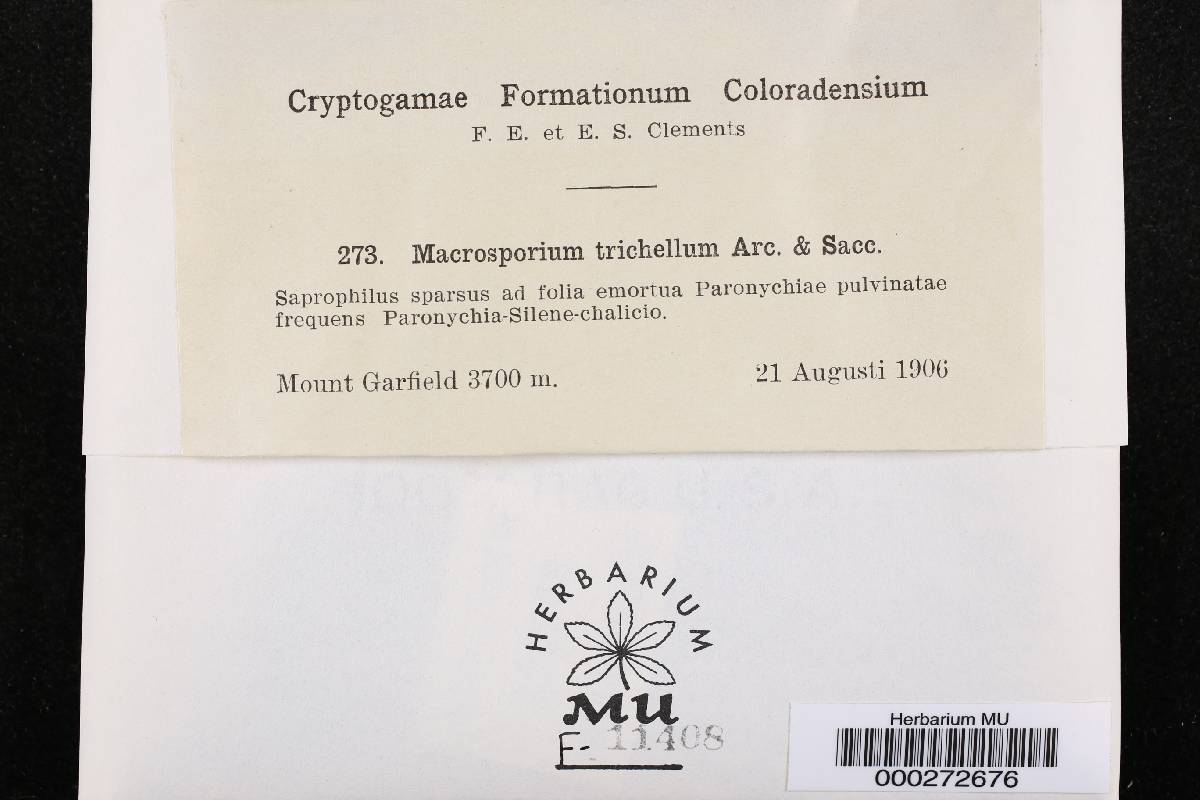 Cryptogamae Formationum Coloradensium
F. E. et E. S. Clements
273. Macrosporium trichellum Arc. & Sacc.
Saprophilus sparsus ad folia emortua Paronychiae pulvinatae
frequens Paronychia-Silene-chalicio.
Mount Garfield 3700 m. 21 Augusti 1906
HERBARIUM
MU
F- 11408
Herbarium MU
000272676